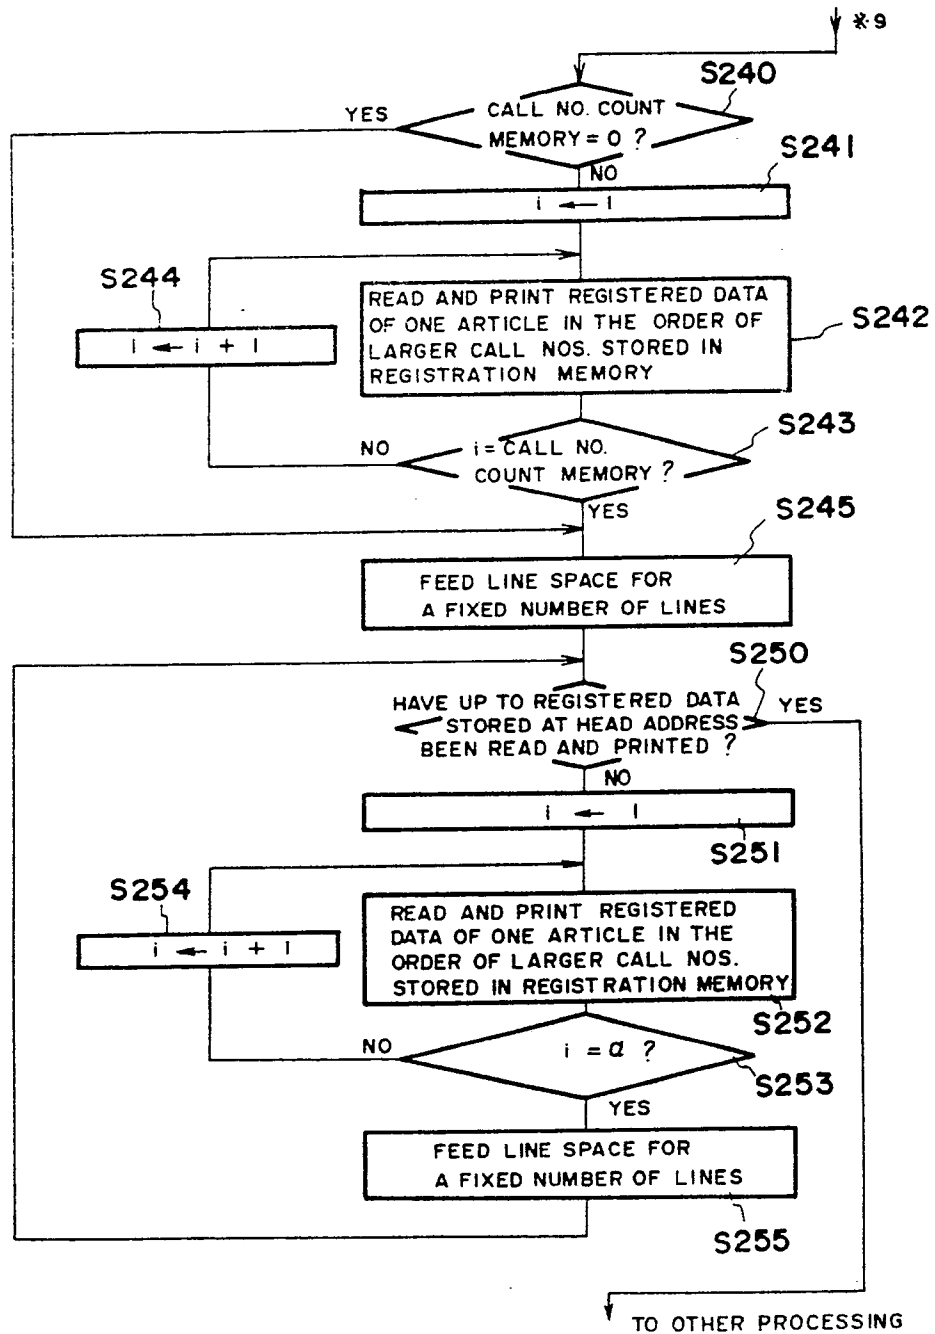 ※9
S240
YES
CALL NO. COUNT
MEMORY = 0 ?
NO
S241
i ← 1
S244
i ← i + 1
READ AND PRINT REGISTERED DATA
OF ONE ARTICLE IN THE ORDER OF
LARGER CALL NOS. STORED IN
REGISTRATION MEMORY
S242
NO
i = CALL NO.
COUNT MEMORY ?
S243
YES
S245
FEED LINE SPACE FOR
A FIXED NUMBER OF LINES
S250
HAVE UP TO REGISTERED DATA
STORED AT HEAD ADDRESS
BEEN READ AND PRINTED ?
YES
NO
i ← 1
S251
S254
i ← i + 1
READ AND PRINT REGISTERED
DATA OF ONE ARTICLE IN THE
ORDER OF LARGER CALL NOS.
STORED IN REGISTRATION MEMORY
S252
NO
i = a ?
S253
YES
FEED LINE SPACE FOR
A FIXED NUMBER OF LINES
S255
TO OTHER PROCESSING